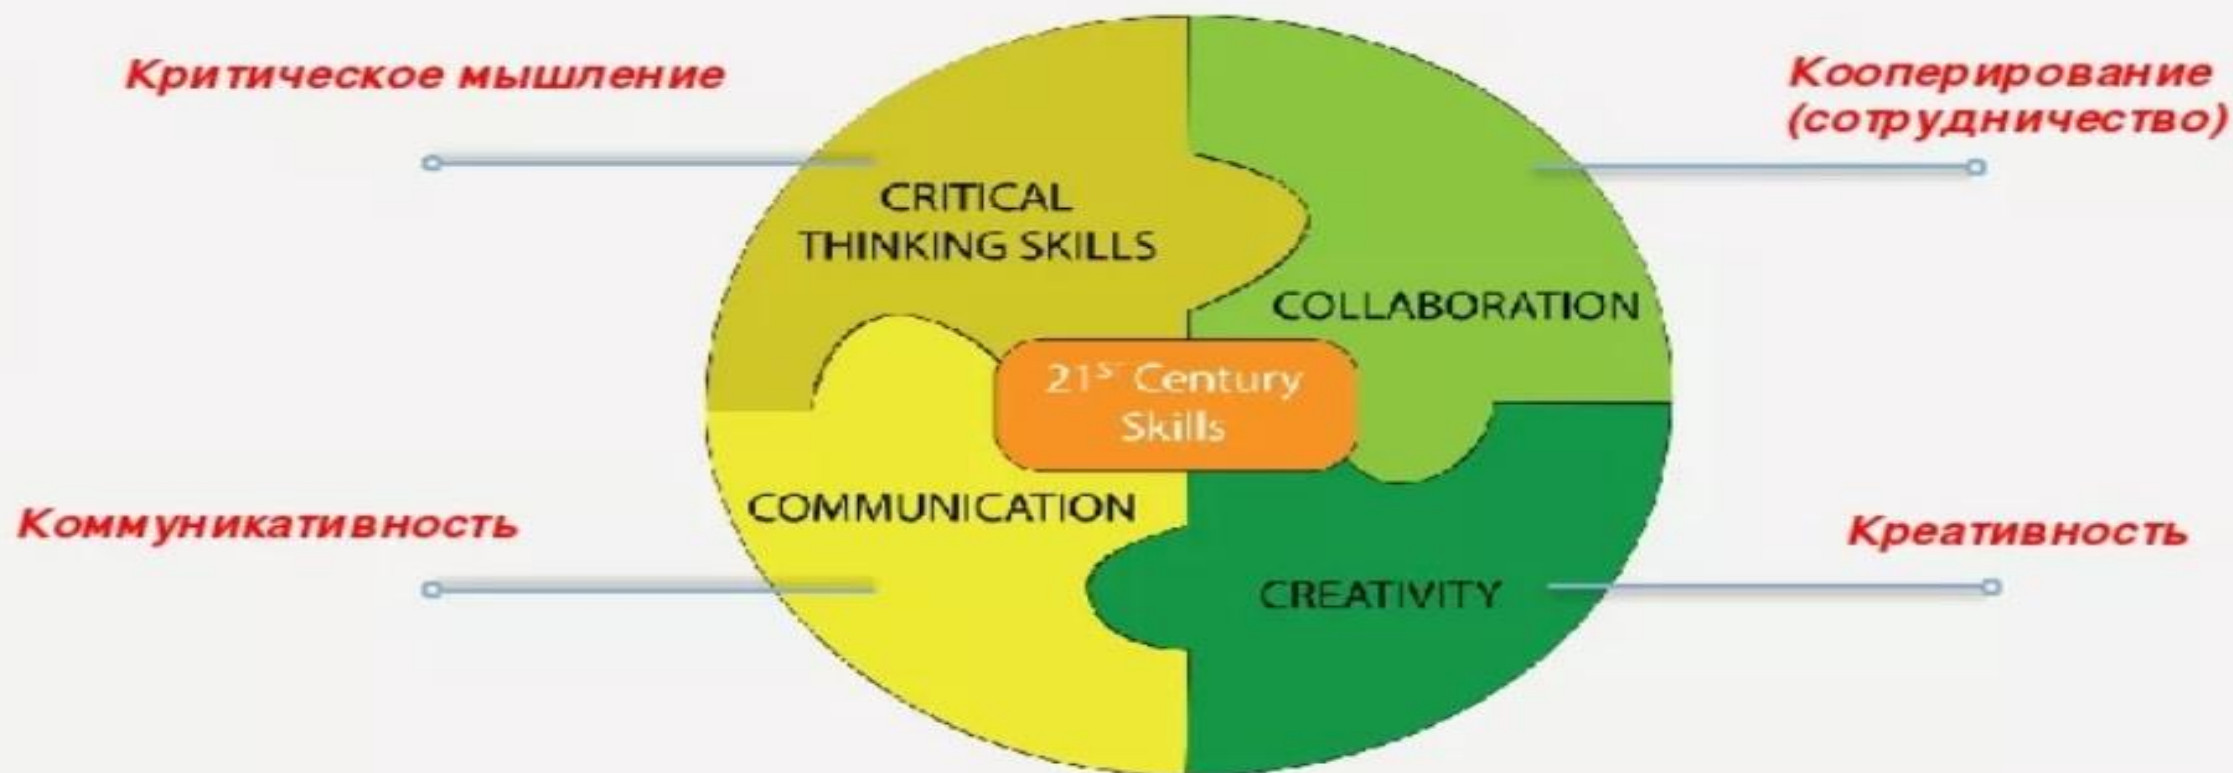 Критическое мышление
Кооперирование
(сотрудничество)
CRITICAL
THINKING SKILLS
COLLABORATION
21ST Century
Skills
COMMUNICATION
Коммуникативность
Креативность
CREATIVITY